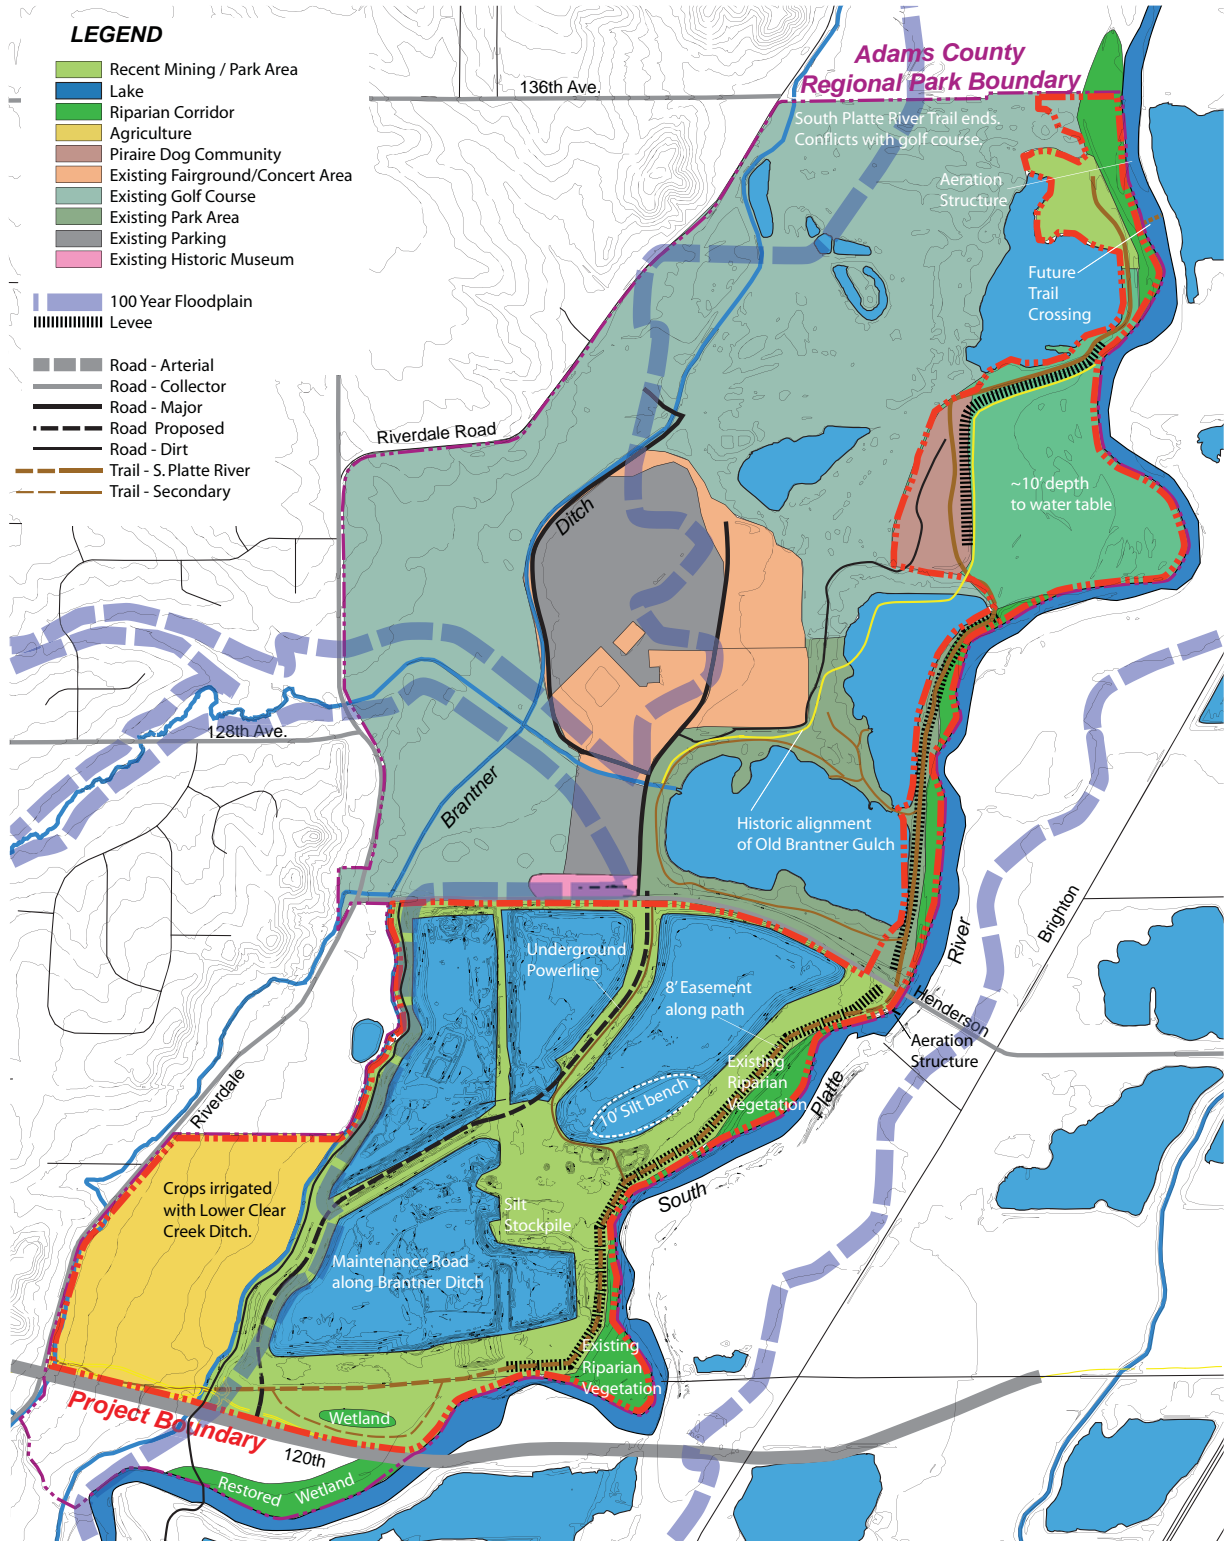 LEGEND
Recent Mining / Park Area
Lake
Riparian Corridor
Agriculture
Piraire Dog Community
Existing Fairground/Concert Area
Existing Golf Course
Existing Park Area
Existing Parking
Existing Historic Museum
100 Year Floodplain
Levee
Road - Arterial
Road - Collector
Road - Major
Road Proposed
Road - Dirt
Trail - S. Platte River
Trail - Secondary
Adams County
Regional Park Boundary
136th Ave.
South Platte River Trail ends.
Conflicts with golf course.
Aeration
Structure
Future
Trail
Crossing
Riverdale Road
~10' depth
to water table
Ditch
128th Ave.
Brantner
Historic alignment
of Old Brantner Gulch
River
Brighton
Underground
Powerline
8' Easement
along path
Henderson
Aeration
Structure
Existing
Riparian
Vegetation
10' Silt bench
Platte
Riverdale
South
Crops irrigated
with Lower Clear
Creek Ditch.
Silt
Stockpile
Maintenance Road
along Brantner Ditch
Existing
Riparian
Vegetation
Project Boundary
Wetland
120th
Restored Wetland